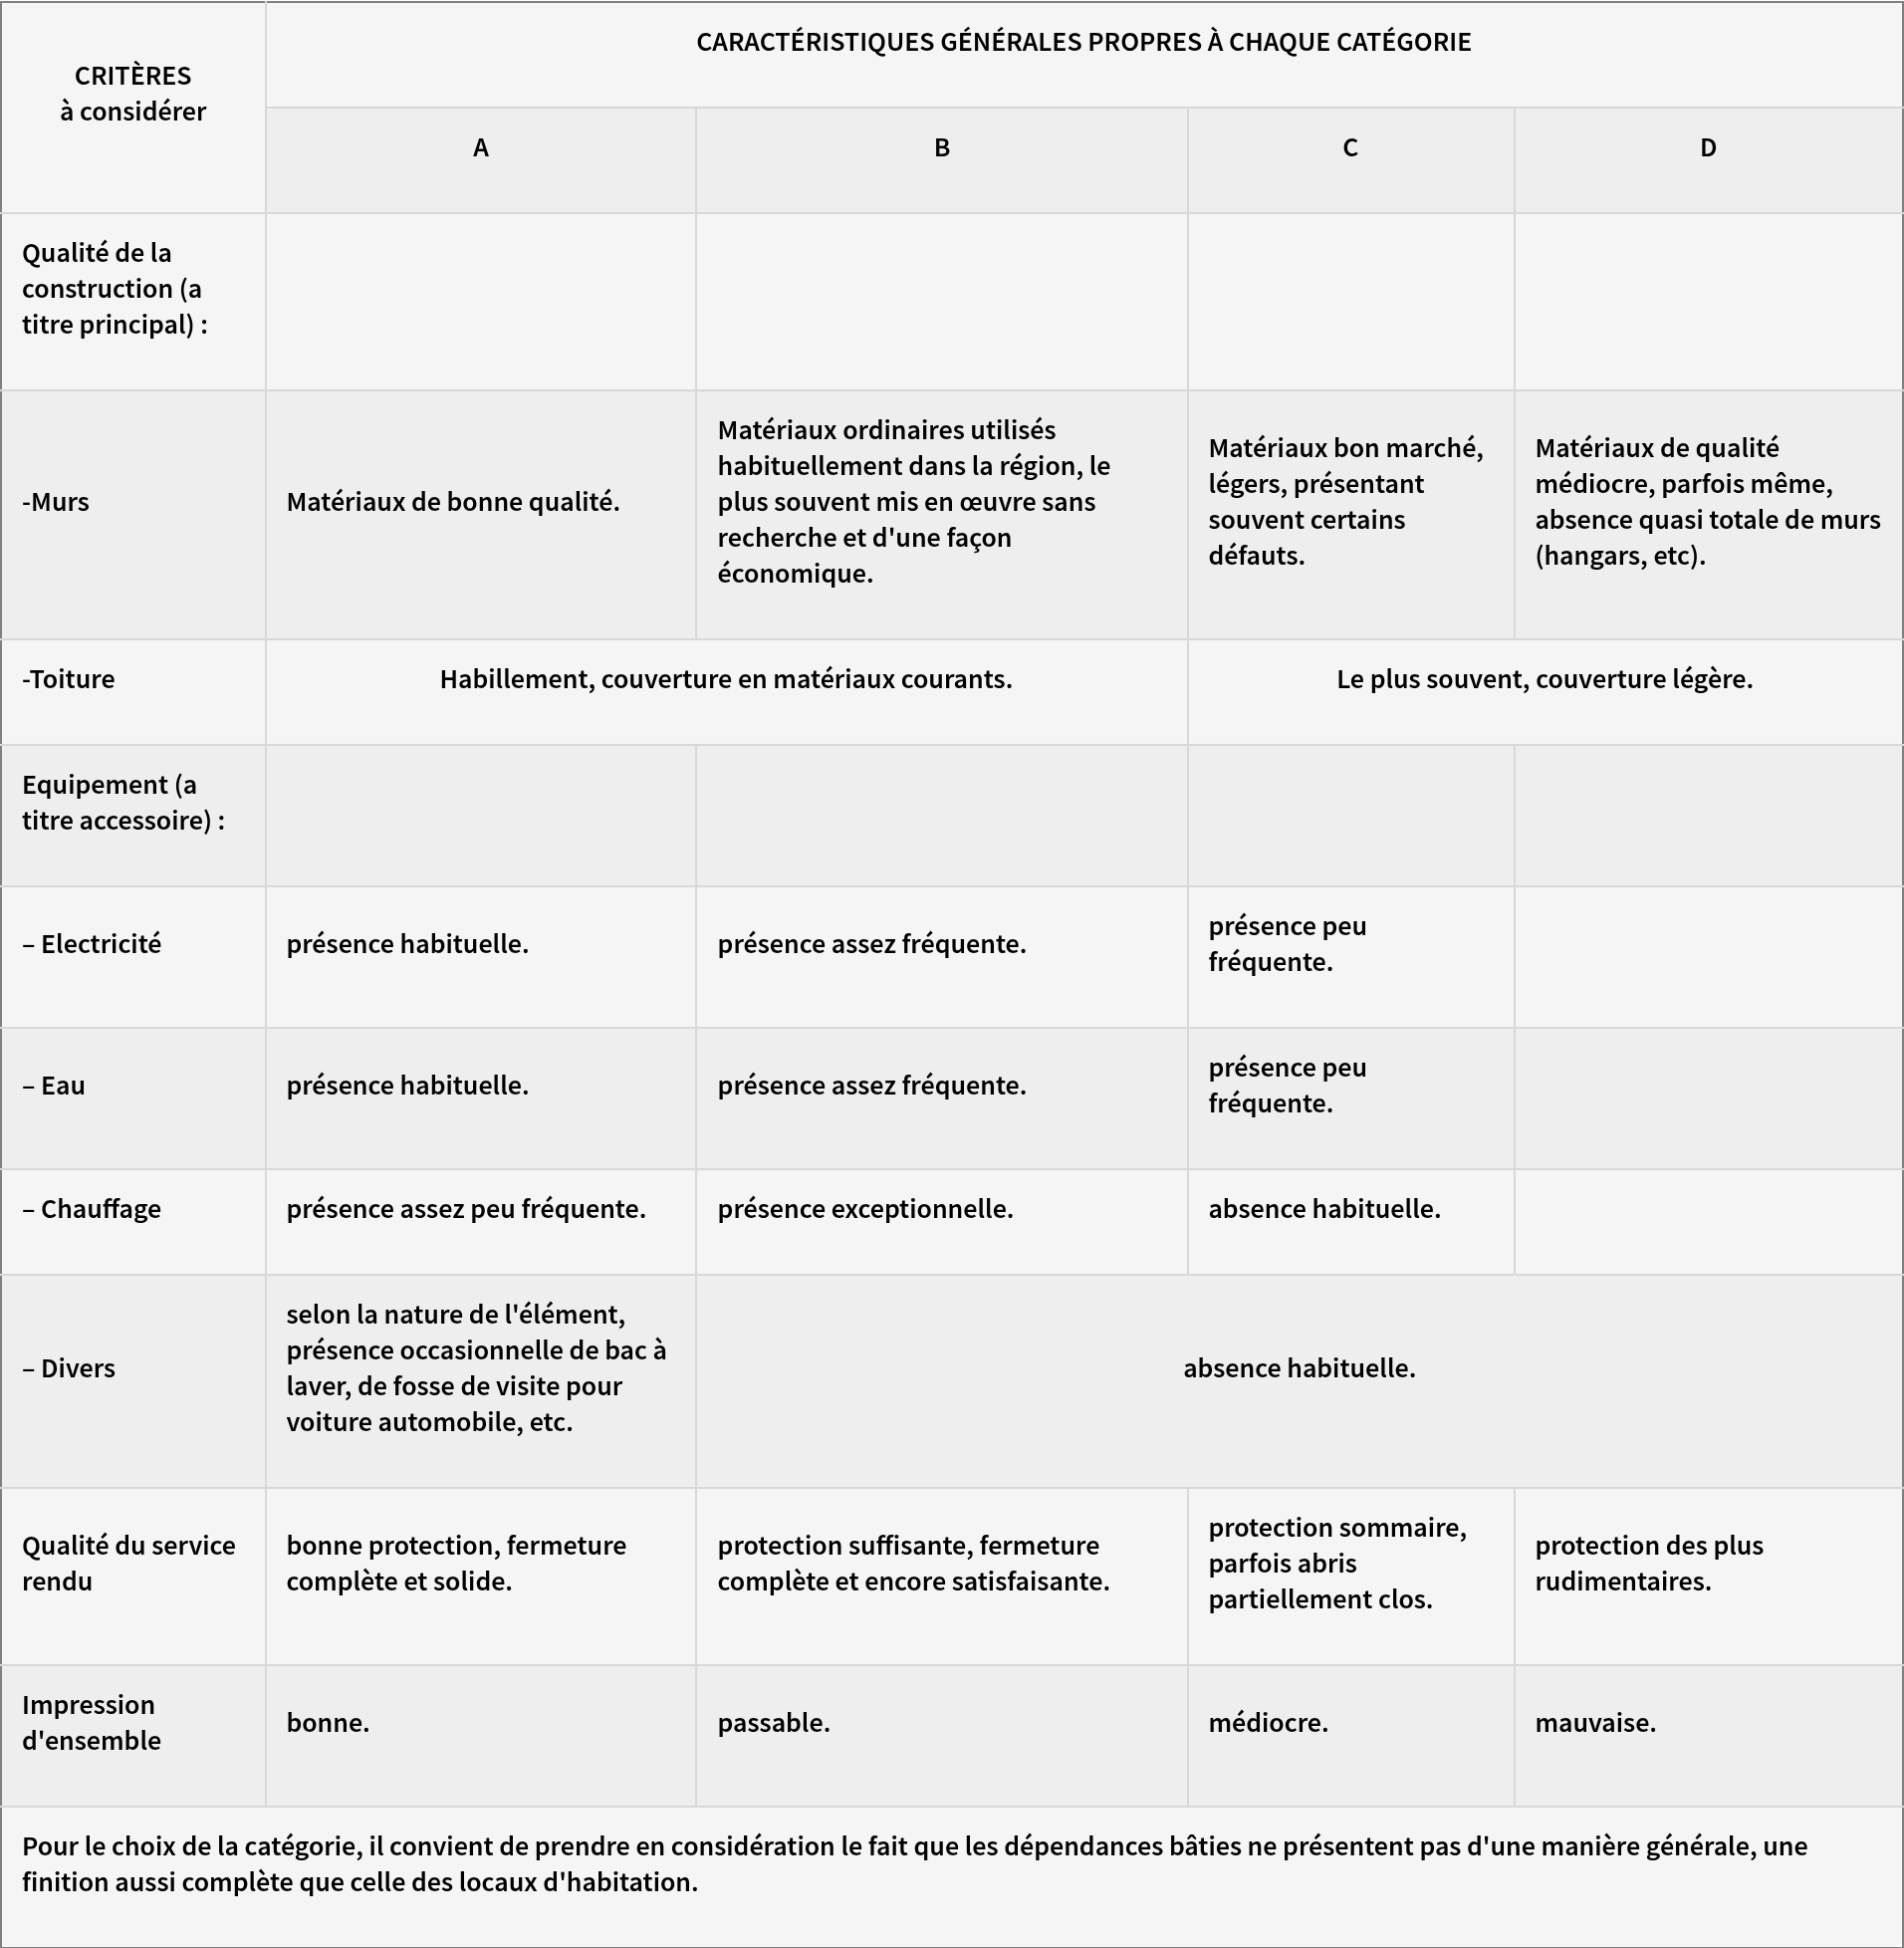 CRITÈRES
à considérer
CARACTÉRISTIQUES GÉNÉRALES PROPRES À CHAQUE CATÉGORIE
A
B
C
D
Qualité de la
construction (a
titre principal) :
-Murs
Matériaux de bonne qualité.
Matériaux ordinaires utilisés
habituellement dans la région, le
plus souvent mis en œuvre sans
recherche et d'une façon
économique.
Matériaux bon marché,
légers, présentant
souvent certains
défauts.
Matériaux de qualité
médiocre, parfois même,
absence quasi totale de murs
(hangars, etc).
-Toiture
Habillement, couverture en matériaux courants.
Le plus souvent, couverture légère.
Equipement (a
titre accessoire) :
– Electricité
présence habituelle.
présence assez fréquente.
présence peu
fréquente.
– Eau
présence habituelle.
présence assez fréquente.
présence peu
fréquente.
– Chauffage
présence assez peu fréquente.
présence exceptionnelle.
absence habituelle.
– Divers
selon la nature de l'élément,
présence occasionnelle de bac à
laver, de fosse de visite pour
voiture automobile, etc.
absence habituelle.
Qualité du service
rendu
bonne protection, fermeture
complète et solide.
protection suffisante, fermeture
complète et encore satisfaisante.
protection sommaire,
parfois abris
partiellement clos.
protection des plus
rudimentaires.
Impression
d'ensemble
bonne.
passable.
médiocre.
mauvaise.
Pour le choix de la catégorie, il convient de prendre en considération le fait que les dépendances bâties ne présentent pas d'une manière générale, une
finition aussi complète que celle des locaux d'habitation.